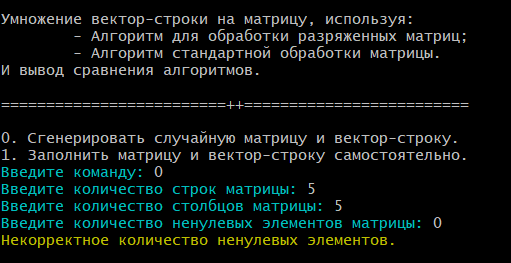 Умножение вектор-строки на матрицу, используя:
- Алгоритм для обработки разряженных матриц;
- Алгоритм стандартной обработки матрицы.
И вывод сравнения алгоритмов.
=========================++=========================
0. Сгенерировать случайную матрицу и вектор-строку.
1. Заполнить матрицу и вектор-строку самостоятельно.
Введите команду: 0
Введите количество строк матрицы: 5
Введите количество столбцов матрицы: 5
Введите количество ненулевых элементов матрицы: 0
Некорректное количество ненулевых элементов.